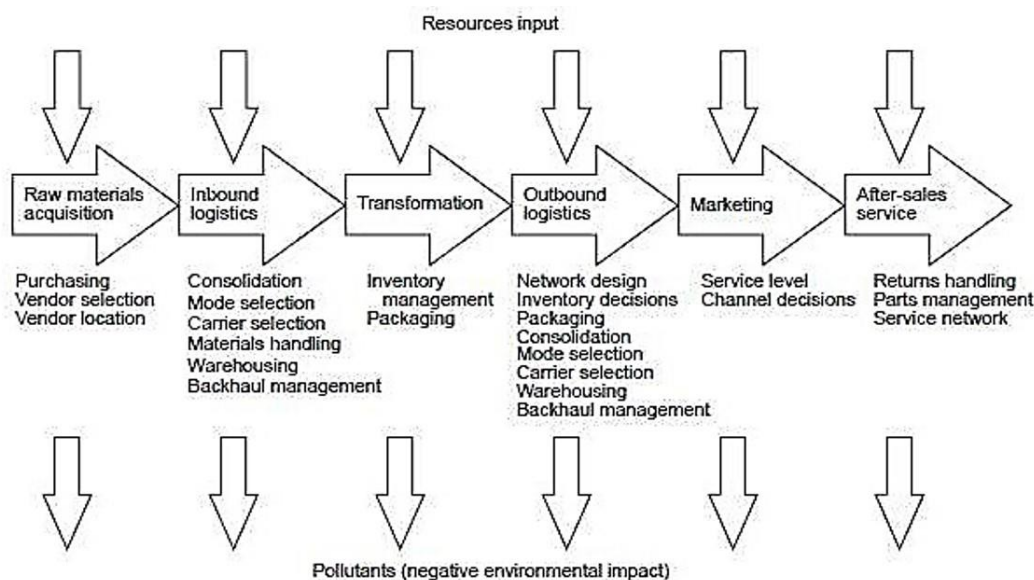 Resources input
Raw materials
acquisition
Inbound
logistics
Transformation
Outbound
logistics
Marketing
After-sales
service
Purchasing
Vendor selection
Vendor location
Consolidation
Mode selection
Carrier selection
Materials handling
Warehousing
Backhaul management
Inventory
management
Packaging
Network design
Inventory decisions
Packaging
Consolidation
Mode selection
Carrier selection
Warehousing
Backhaul management
Service level
Channel decisions
Returns handling
Parts management
Service network
Pollutants (negative environmental impact)